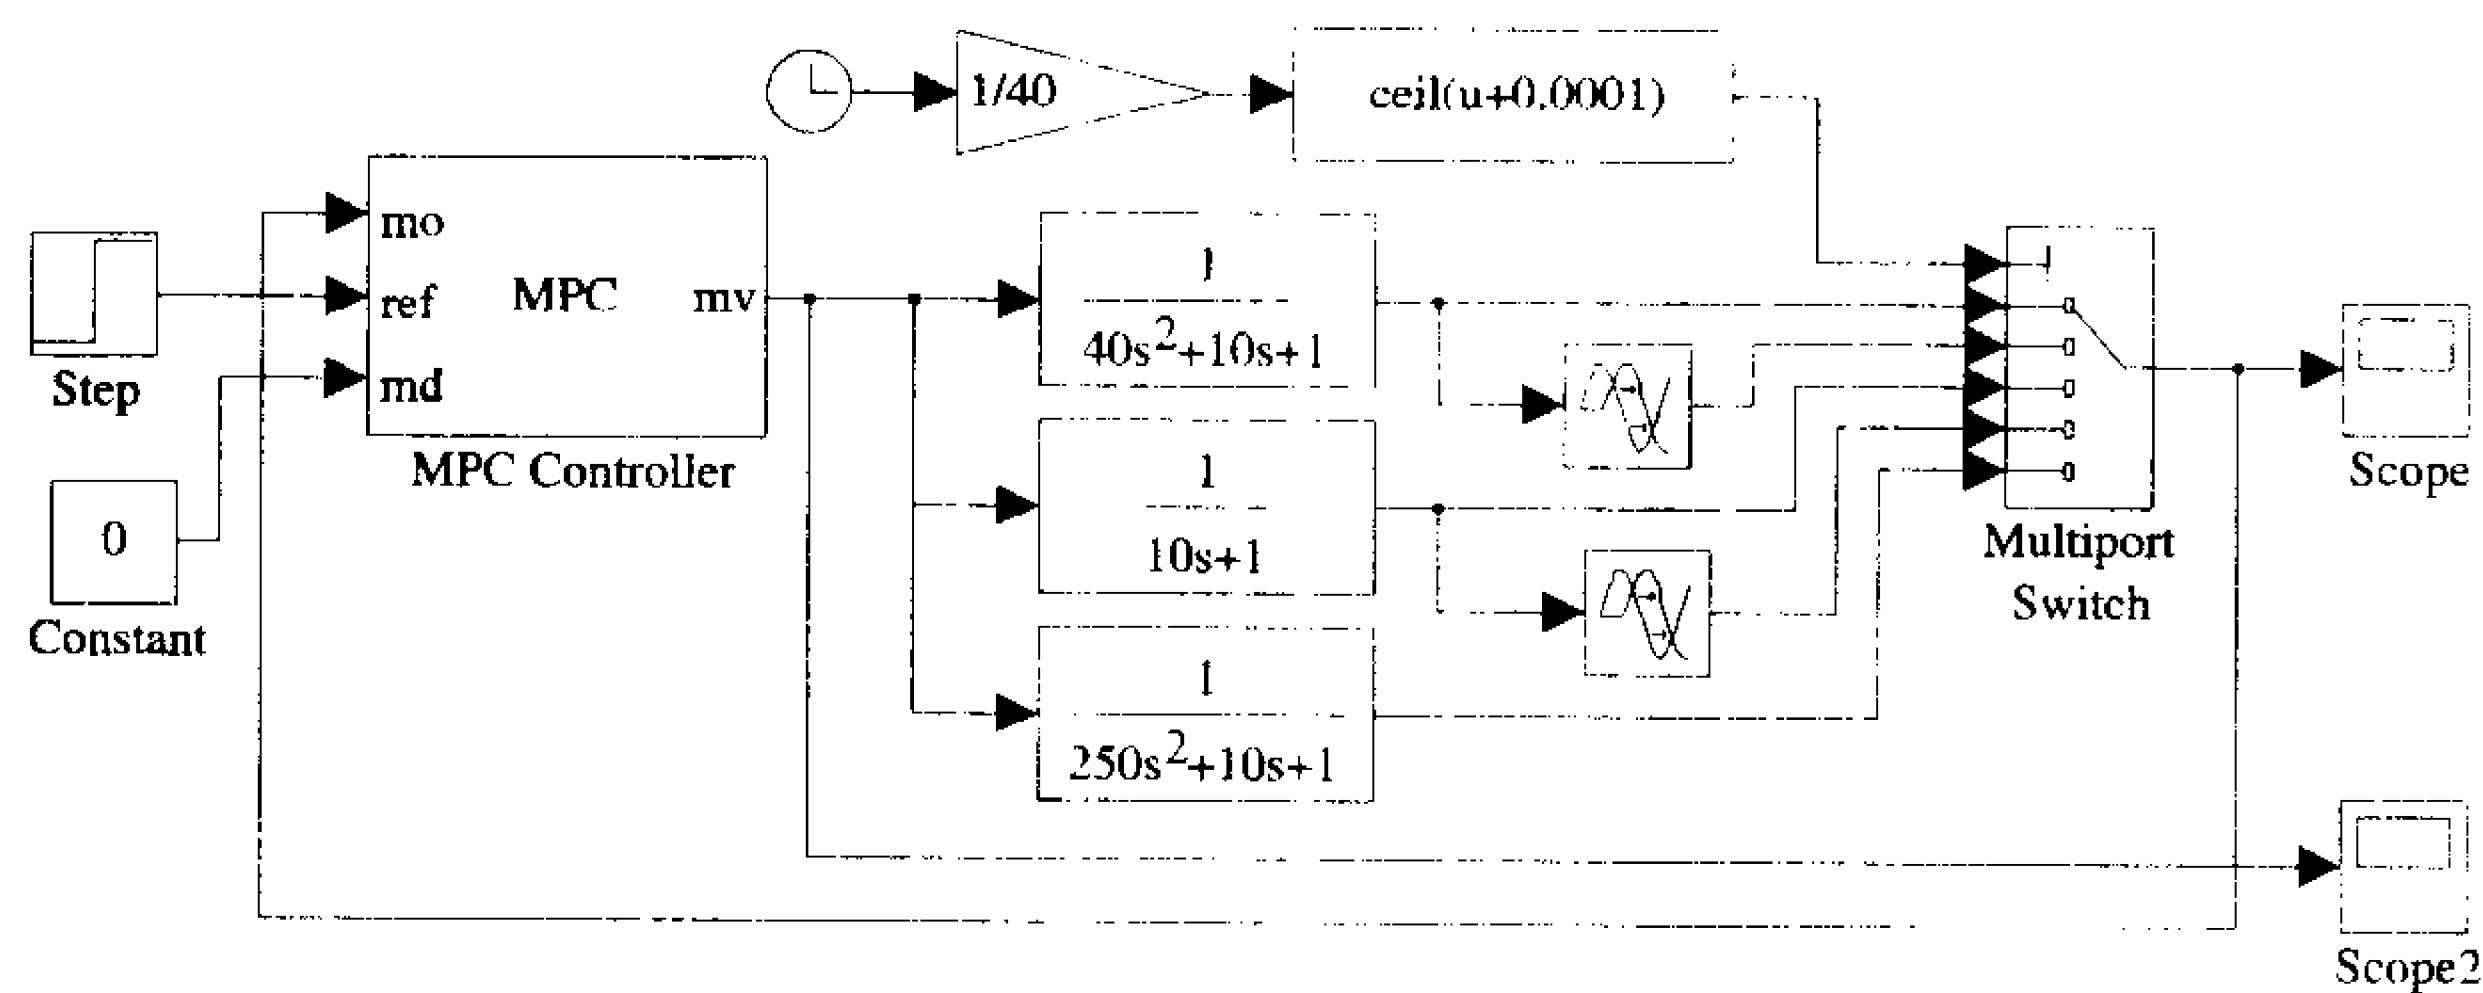 1/40
ceil(u+0.0001)
mo
ref
md
MPC
mv
MPC Controller
Step
0
Constant
1
40s²+10s+1
1
10s+1
1
250s²+10s+1
Multiport
Switch
Scope
Scope2